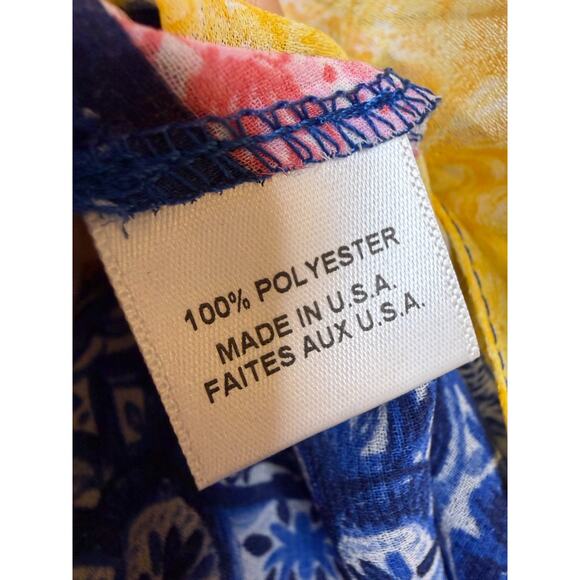 100% POLYESTER
MADE IN U.S.A.
FAITES AUX U.S.A.